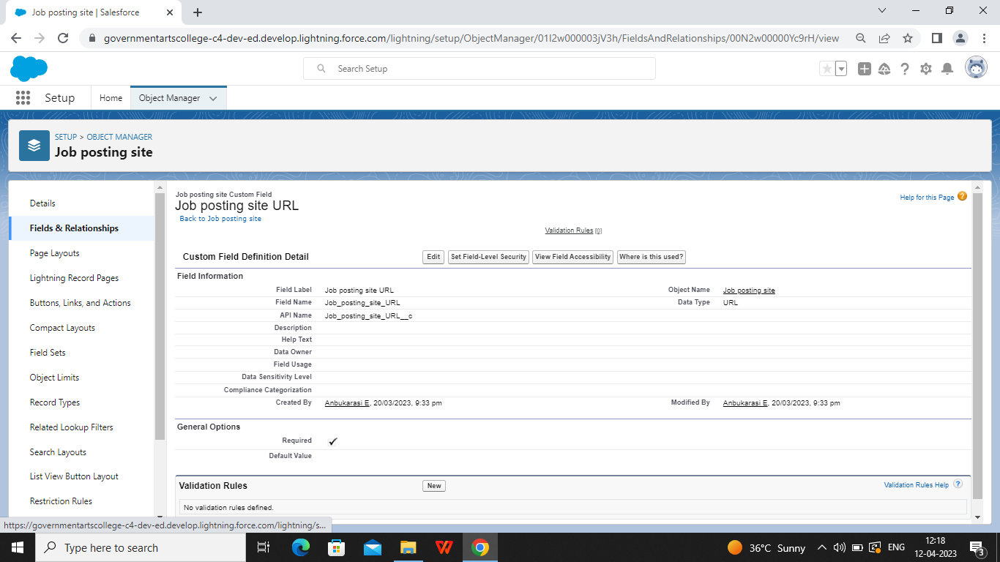 Job posting site | Salesforce
governmentartscollege-c4-dev-ed.develop.lightning.force.com/lightning/setup/ObjectManager/01I2w000003jV3h/FieldsAndRelationships/00N2w00000Yc9rH/view
Search Setup
Setup Home Object Manager
SETUP > OBJECT MANAGER
Job posting site
Details
Fields & Relationships
Page Layouts
Lightning Record Pages
Buttons, Links, and Actions
Compact Layouts
Field Sets
Object Limits
Record Types
Related Lookup Filters
Search Layouts
List View Button Layout
Restriction Rules
Job posting site Custom Field
Job posting site URL
Back to Job posting site
Help for this Page ?
Validation Rules [0]
Custom Field Definition Detail Edit Set Field-Level Security View Field Accessibility Where is this used?
Field Information
Field Label Job posting site URL Object Name Job posting site
Field Name Job_posting_site_URL Data Type URL
API Name Job_posting_site_URL__c
Description
Help Text
Data Owner
Field Usage
Data Sensitivity Level
Compliance Categorization
Created By Anbukarasi E, 20/03/2023, 9:33 pm Modified By Anbukarasi E, 20/03/2023, 9:33 pm
General Options
Required ✓
Default Value
Validation Rules New Validation Rules Help ?
No validation rules defined.
https://governmentartscollege-c4-dev-ed.develop.lightning.force.com/lightning/s...
Type here to search
36°C Sunny
ENG
12:18
12-04-2023
3